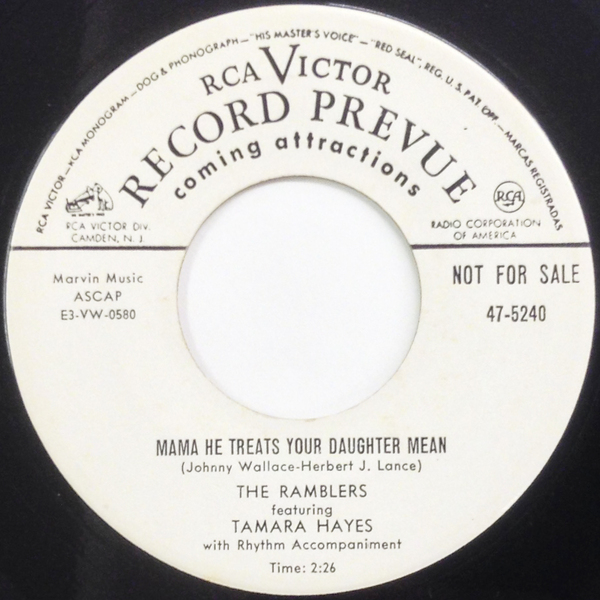 RCA VICTOR—RCA MONOGRAM—DOG & PHONOGRAPH—"HIS MASTER'S VOICE"—"RED SEAL", REG. U.S. PAT. OFF.—MARCAS REGISTRADAS
RCA VICTOR
RECORD PREVUE
coming attractions
RCA VICTOR DIV.
CAMDEN, N. J.
RCA
RADIO CORPORATION
OF AMERICA
Marvin Music
ASCAP
E3-VW-0580
NOT FOR SALE
47-5240
MAMA HE TREATS YOUR DAUGHTER MEAN
(Johnny Wallace-Herbert J. Lance)
THE RAMBLERS
featuring
TAMARA HAYES
with Rhythm Accompaniment
Time: 2:26